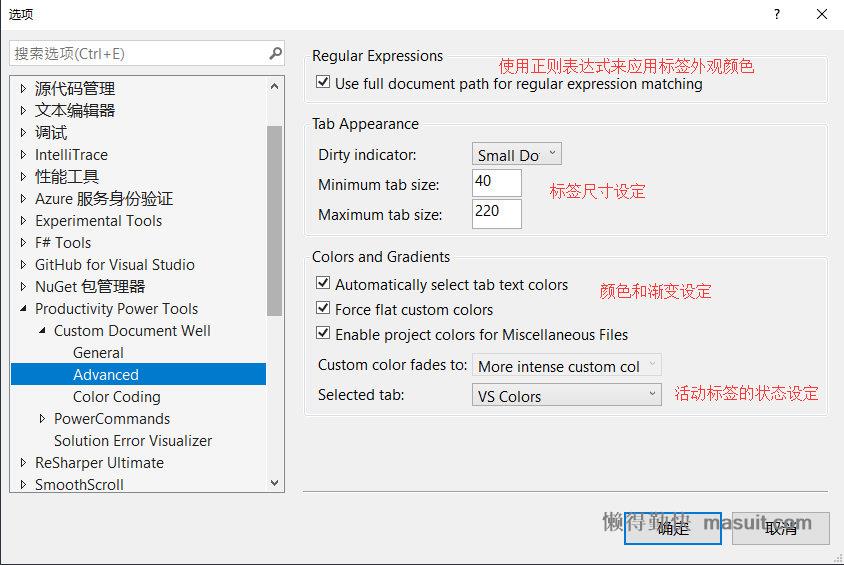 选项
搜索选项(Ctrl+E)
源代码管理
文本编辑器
调试
IntelliTrace
性能工具
Azure 服务身份验证
Experimental Tools
F# Tools
GitHub for Visual Studio
NuGet 包管理器
Productivity Power Tools
Custom Document Well
General
Advanced
Color Coding
PowerCommands
Solution Error Visualizer
ReSharper Ultimate
SmoothScroll
Regular Expressions
使用正则表达式来应用标签外观颜色
Use full document path for regular expression matching
Tab Appearance
Dirty indicator: Small Do
Minimum tab size: 40
标签尺寸设定
Maximum tab size: 220
Colors and Gradients
Automatically select tab text colors
颜色和渐变设定
Force flat custom colors
Enable project colors for Miscellaneous Files
Custom color fades to: More intense custom col
Selected tab: VS Colors
活动标签的状态设定
懒得勤快 masuit.com
确定 取消